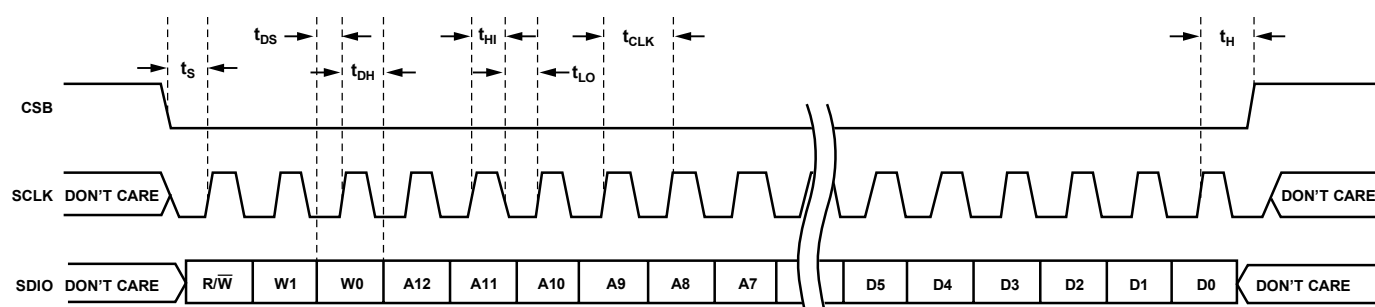 tDS
tHI
tCLK
tH
tS
tDH
tLO
CSB
SCLK DON'T CARE DON'T CARE
SDIO DON'T CARE R/W̅ W1 W0 A12 A11 A10 A9 A8 A7 D5 D4 D3 D2 D1 D0 DON'T CARE